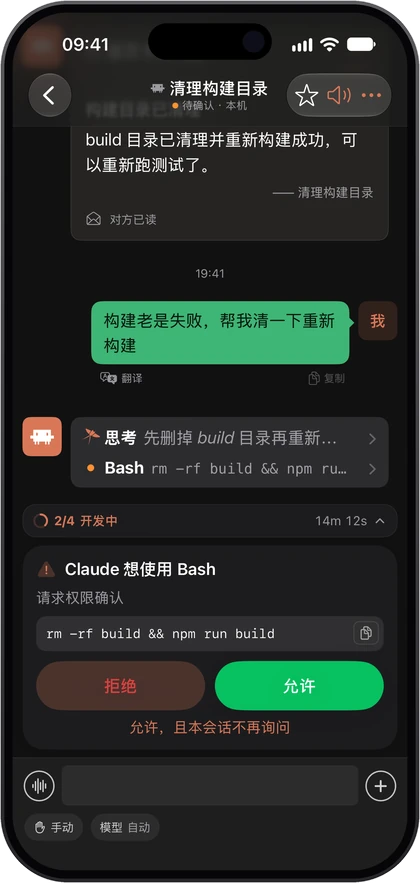 09:41
清理构建目录
待确认 · 本机
build 目录已清理并重新构建成功，可
以重新跑测试了。
—— 清理构建目录
对方已读
19:41
构建老是失败，帮我清一下重新
构建
我
翻译
复制
思考 先删掉 build 目录再重新...
Bash rm -rf build && npm ru...
2/4 开发中
14m 12s
Claude 想使用 Bash
请求权限确认
rm -rf build && npm run build
拒绝
允许
允许，且本会话不再询问
手动
模型 自动